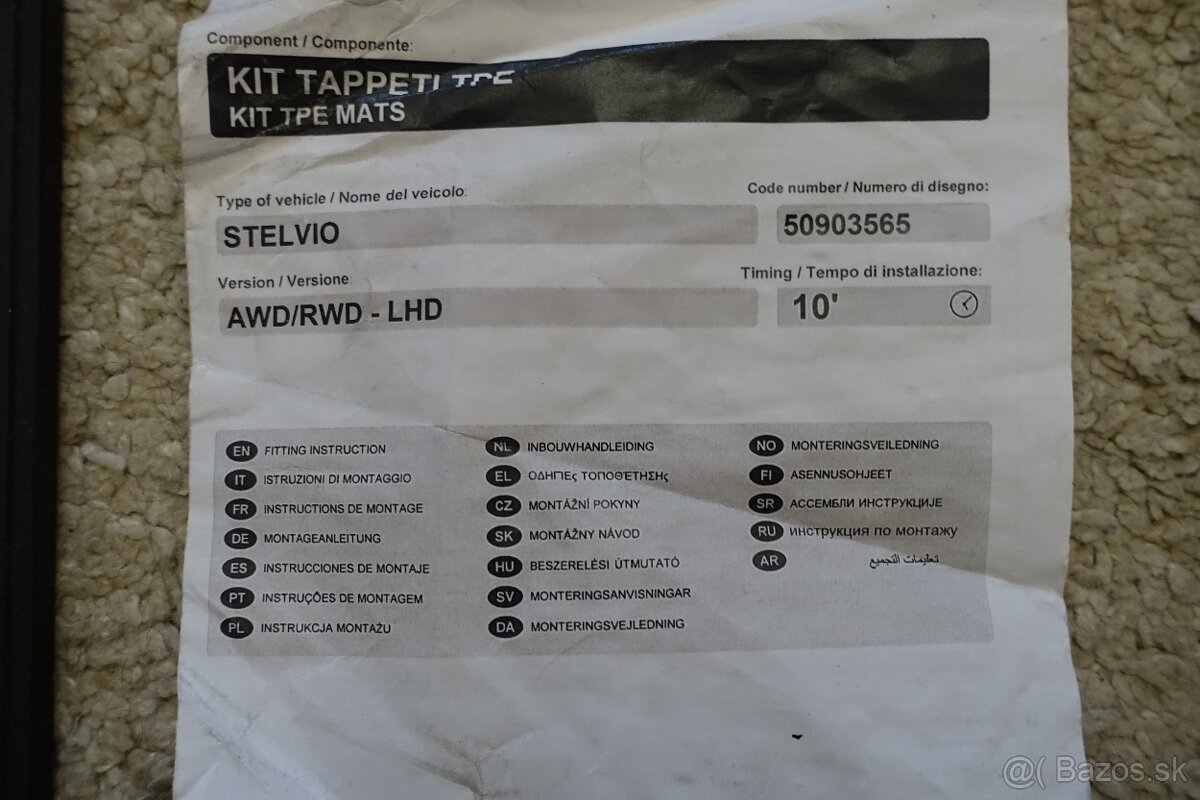 Component / Componente:
KIT TAPPETI TPE
KIT TPE MATS
Type of vehicle / Nome del veicolo:
STELVIO
Code number / Numero di disegno:
50903565
Version / Versione
AWD/RWD - LHD
Timing / Tempo di installazione:
10'
EN FITTING INSTRUCTION
IT ISTRUZIONI DI MONTAGGIO
FR INSTRUCTIONS DE MONTAGE
DE MONTAGEANLEITUNG
ES INSTRUCCIONES DE MONTAJE
PT INSTRUÇÕES DE MONTAGEM
PL INSTRUKCJA MONTAŻU
NL INBOUWHANDLEIDING
EL ΟΔΗΓΙΕς ΤΟΠΟΘΈΤΗΣΗς
CZ MONTÁŽNÍ POKYNY
SK MONTÁŽNY NÁVOD
HU BESZERELÉSI ÚTMUTATÓ
SV MONTERINGSANVISNINGAR
DA MONTERINGSVEJLEDNING
NO MONTERINGSVEILEDNING
FI ASENNUSOHJEET
SR АССЕМБЛИ ИНСТРУКЦИЈЕ
RU инструкция по монтажу
AR تعليمات التجميع
@( Bazos.sk